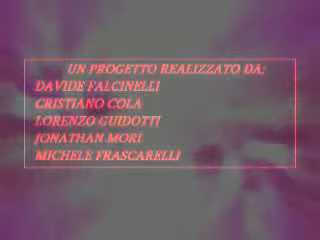 UN PROGETTO REALIZZATO DA:
DAVIDE FALCINELLI
CRISTIANO COLA
LORENZO GUIDOTTI
JONATHAN MORI
MICHELE FRASCARELLI